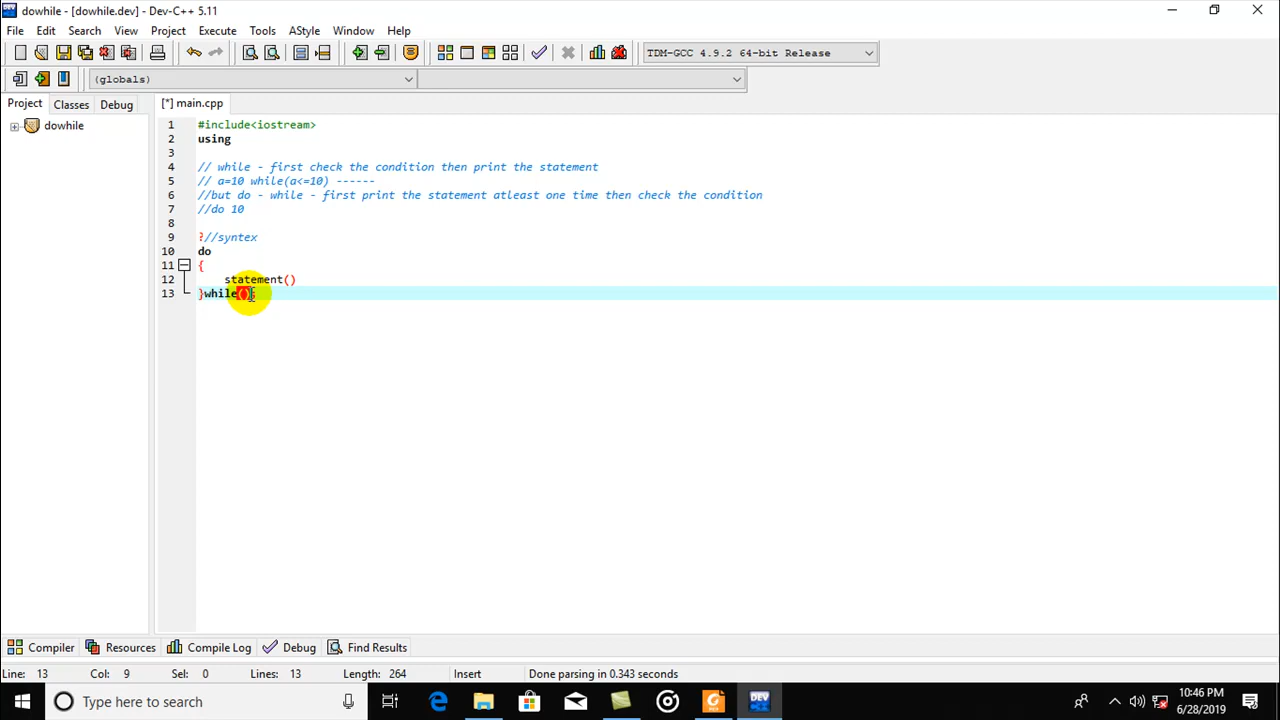 dowhile - [dowhile.dev] - Dev-C++ 5.11
File Edit Search View Project Execute Tools AStyle Window Help
TDM-GCC 4.9.2 64-bit Release
(globals)
Project Classes Debug [*] main.cpp
dowhile
1 #include<iostream>
2 using
3
4 // while - first check the condition then print the statement
5 // a=10 while(a<=10) ------
6 //but do - while - first print the statement atleast one time then check the condition
7 //do 10
8
9 ?//syntex
10 do
11 {
12 statement()
13 }while();
Compiler Resources Compile Log Debug Find Results
Line: 13 Col: 9 Sel: 0 Lines: 13 Length: 264 Insert Done parsing in 0.343 seconds
Type here to search
DEV
10:46 PM
6/28/2019